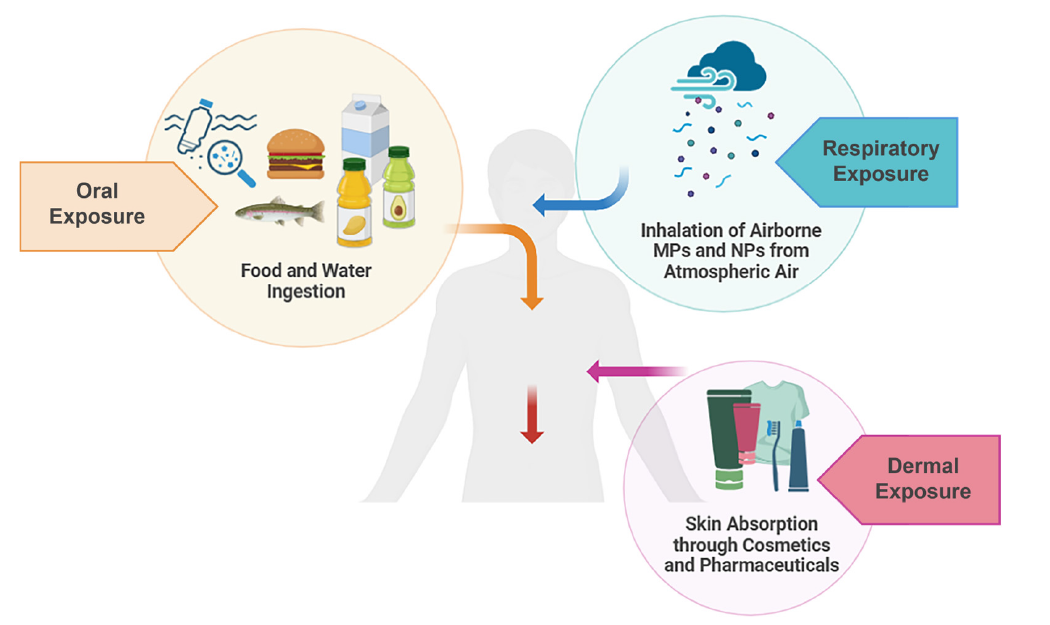 Oral
Exposure
Food and Water
Ingestion
Respiratory
Exposure
Inhalation of Airborne
MPs and NPs from
Atmospheric Air
Dermal
Exposure
Skin Absorption
through Cosmetics
and Pharmaceuticals